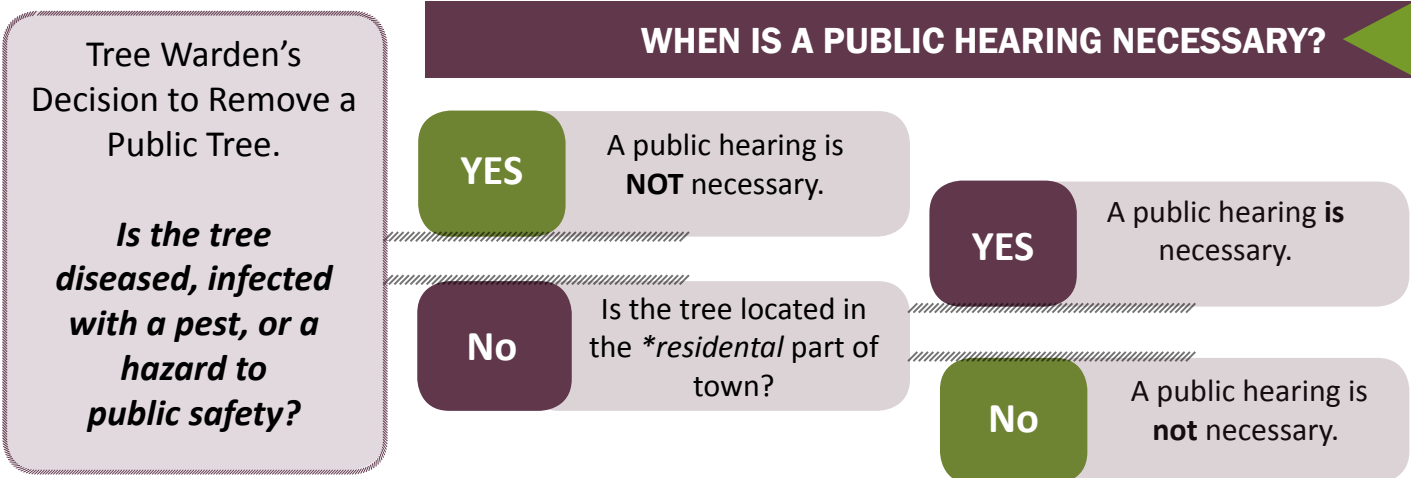 WHEN IS A PUBLIC HEARING NECESSARY?
Tree Warden's
Decision to Remove a
Public Tree.
Is the tree
diseased, infected
with a pest, or a
hazard to
public safety?
YES
A public hearing is
NOT necessary.
No
Is the tree located in
the *residental part of
town?
YES
A public hearing is
necessary.
No
A public hearing is
not necessary.